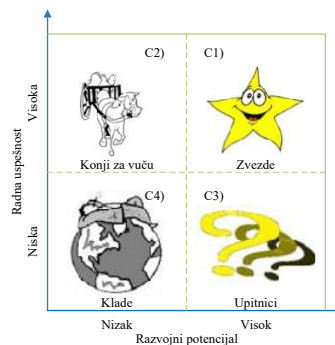 C2)
C1)
Visoka
Konji za vuču
Zvezde
Radna uspešnost
C4)
C3)
Niska
Klade
Upitnici
Nizak
Visok
Razvojni potencijal